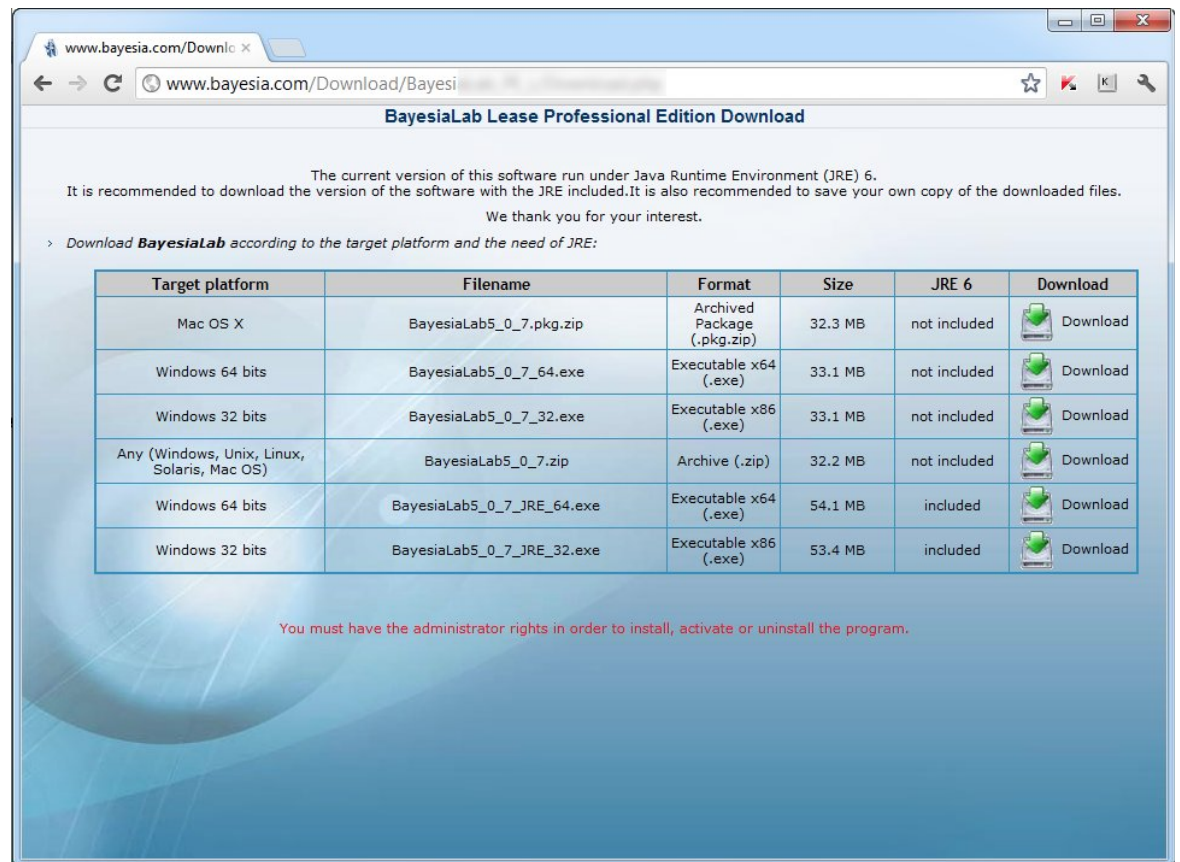 www.bayesia.com/Downlo
www.bayesia.com/Download/Bayesi
BayesiaLab Lease Professional Edition Download
The current version of this software run under Java Runtime Environment (JRE) 6.
It is recommended to download the version of the software with the JRE included.It is also recommended to save your own copy of the downloaded files.
We thank you for your interest.
› Download BayesiaLab according to the target platform and the need of JRE:
Target platform Filename Format Size JRE 6 Download
Mac OS X BayesiaLab5_0_7.pkg.zip Archived Package (.pkg.zip) 32.3 MB not included Download
Windows 64 bits BayesiaLab5_0_7_64.exe Executable x64 (.exe) 33.1 MB not included Download
Windows 32 bits BayesiaLab5_0_7_32.exe Executable x86 (.exe) 33.1 MB not included Download
Any (Windows, Unix, Linux, Solaris, Mac OS) BayesiaLab5_0_7.zip Archive (.zip) 32.2 MB not included Download
Windows 64 bits BayesiaLab5_0_7_JRE_64.exe Executable x64 (.exe) 54.1 MB included Download
Windows 32 bits BayesiaLab5_0_7_JRE_32.exe Executable x86 (.exe) 53.4 MB included Download
You must have the administrator rights in order to install, activate or uninstall the program.